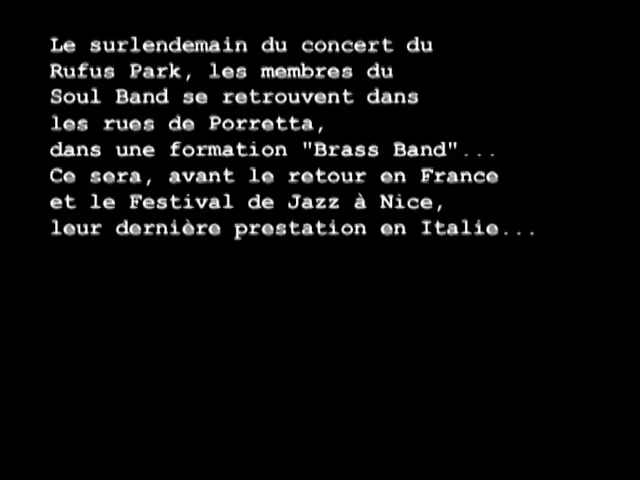 Le surlendemain du concert du
Rufus Park, les membres du
Soul Band se retrouvent dans
les rues de Porretta,
dans une formation "Brass Band"...
Ce sera, avant le retour en France
et le Festival de Jazz à Nice,
leur dernière prestation en Italie...